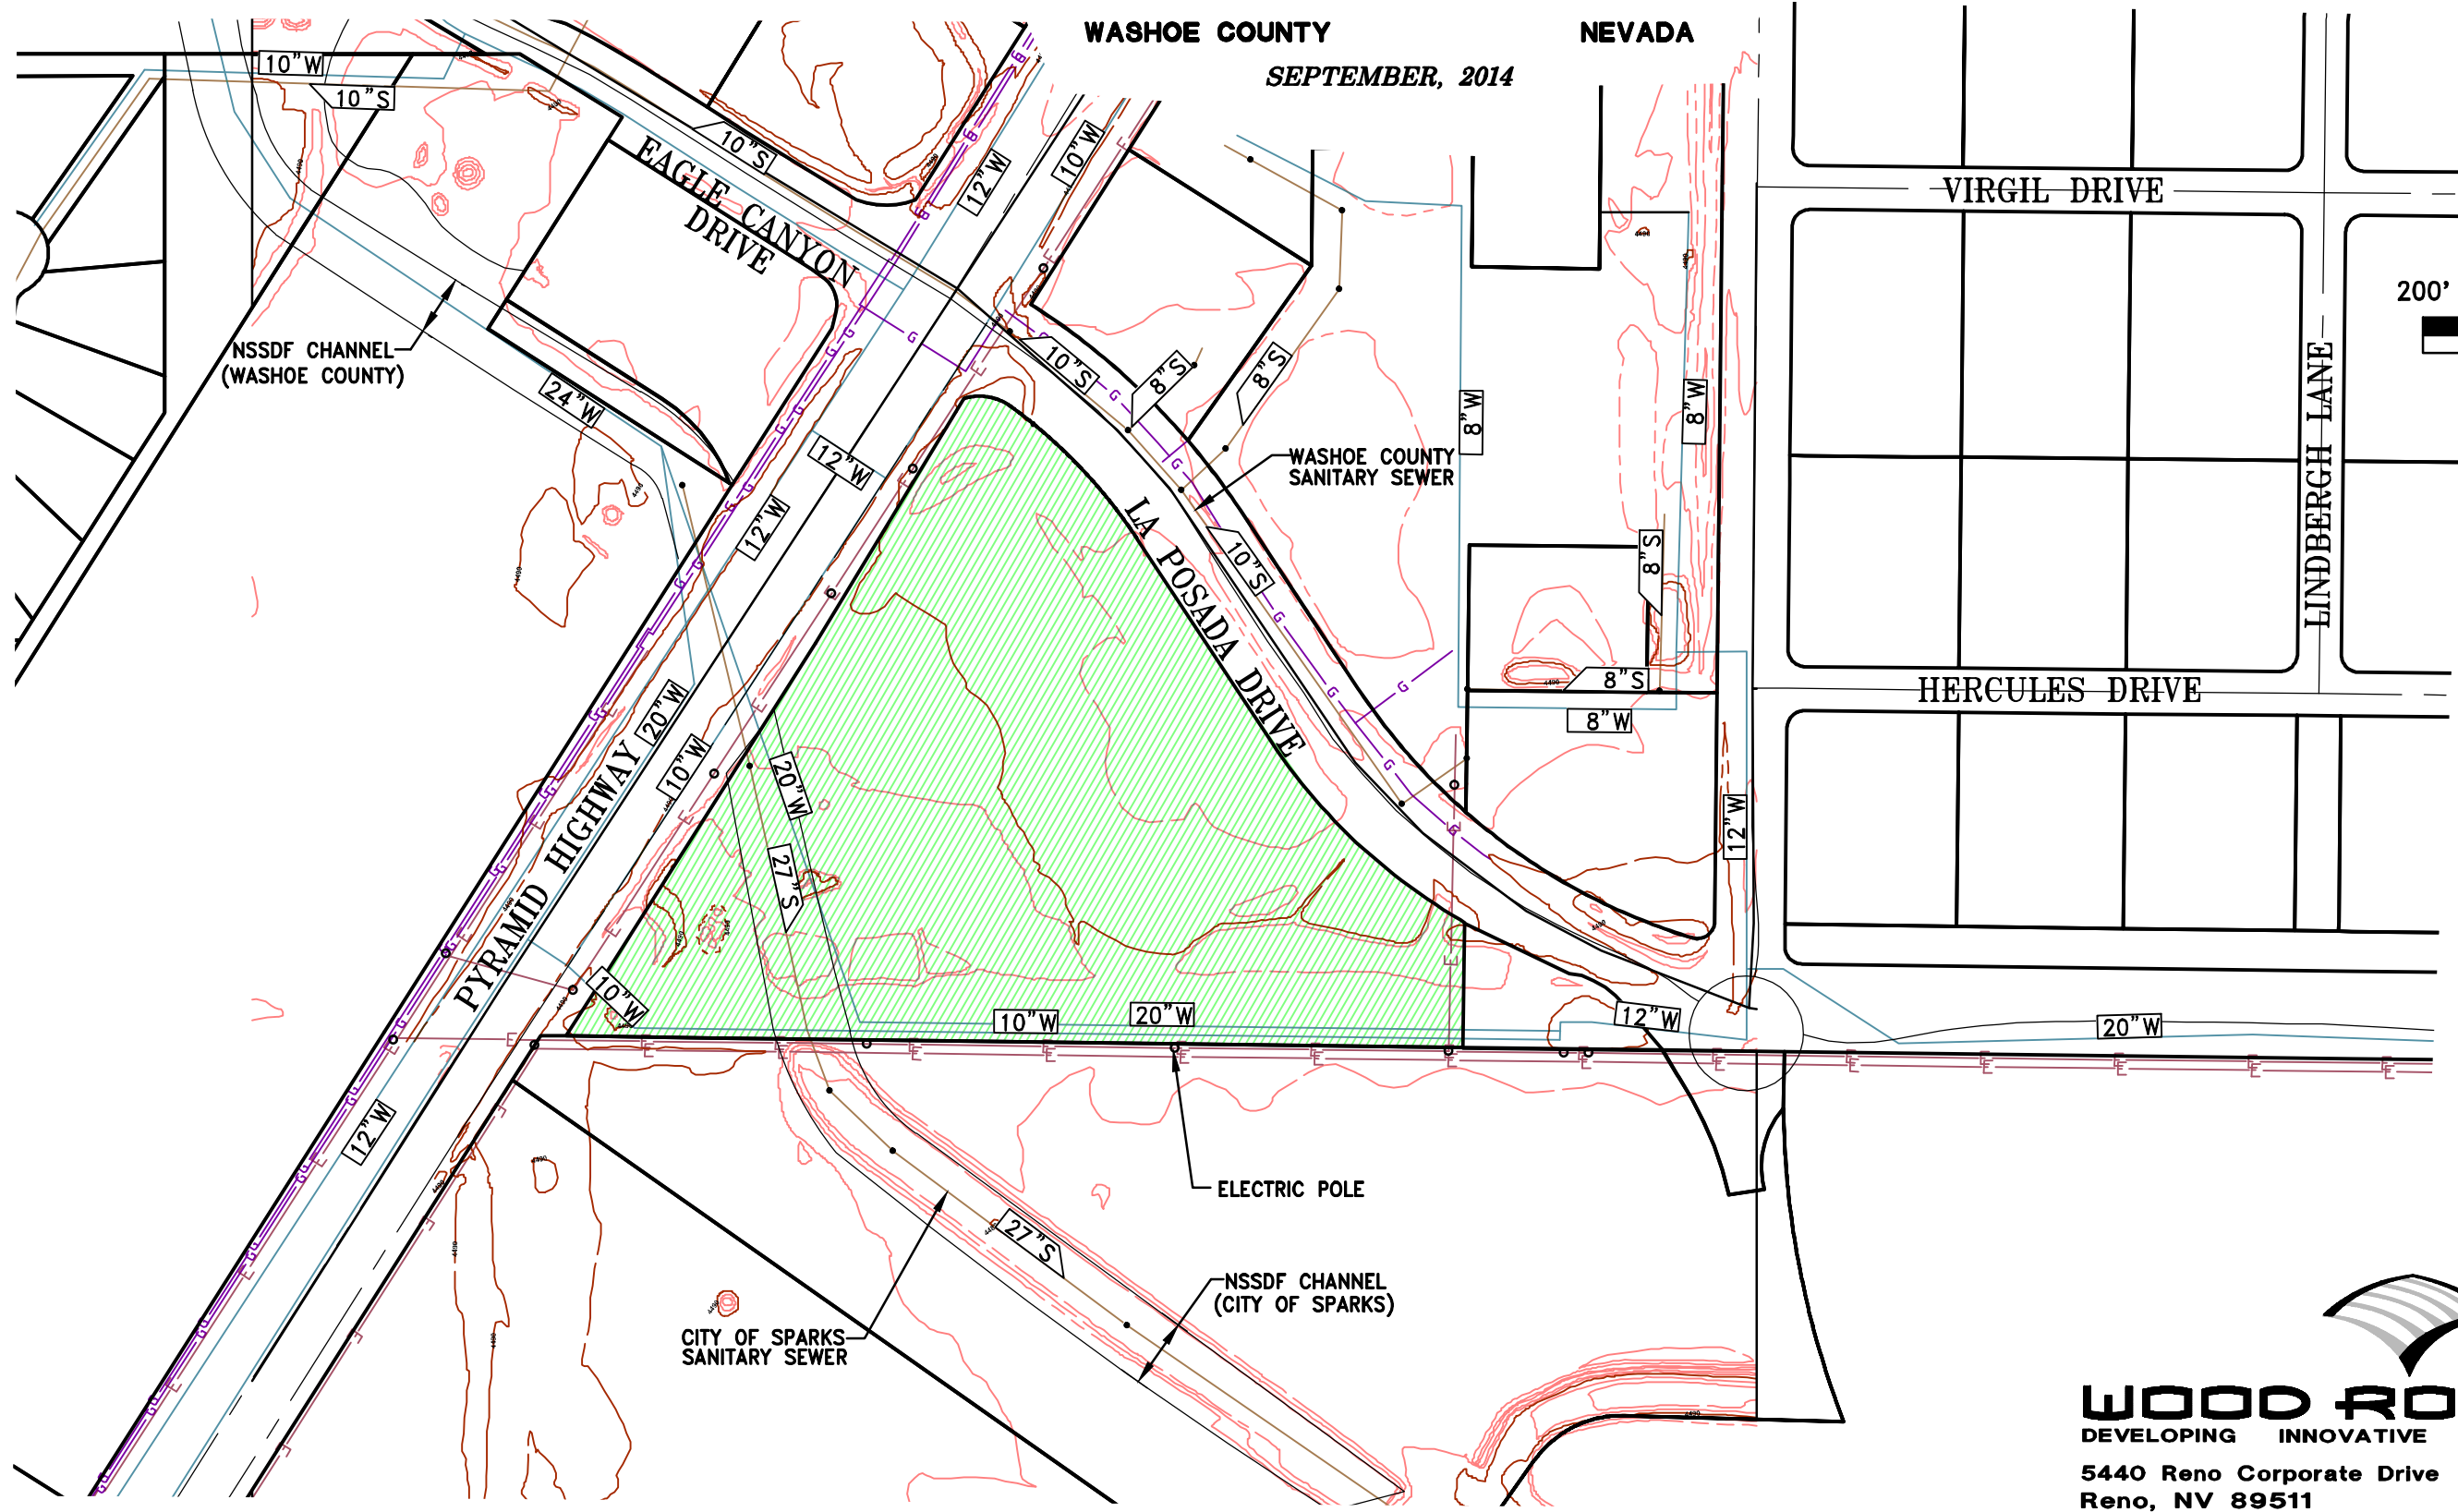 WASHOE COUNTY NEVADA
SEPTEMBER, 2014
10"W
10"S
10"S
12"W
10"W
EAGLE CANYON
DRIVE
VIRGIL DRIVE
200'
NSSDF CHANNEL
(WASHOE COUNTY)
24"W
10"S
8"S
8"S
8"W
8"W
LINDBERGH LANE
12"W
12"W
WASHOE COUNTY
SANITARY SEWER
LA POSADA DRIVE
10"S
8"S
8"S
8"W
HERCULES DRIVE
PYRAMID HIGHWAY
20"W
10"W
20"W
27"S
12"W
10"W
10"W
20"W
12"W
20"W
12"W
ELECTRIC POLE
27"S
NSSDF CHANNEL
(CITY OF SPARKS)
CITY OF SPARKS
SANITARY SEWER
WOOD RO
DEVELOPING INNOVATIVE
5440 Reno Corporate Drive
Reno, NV 89511